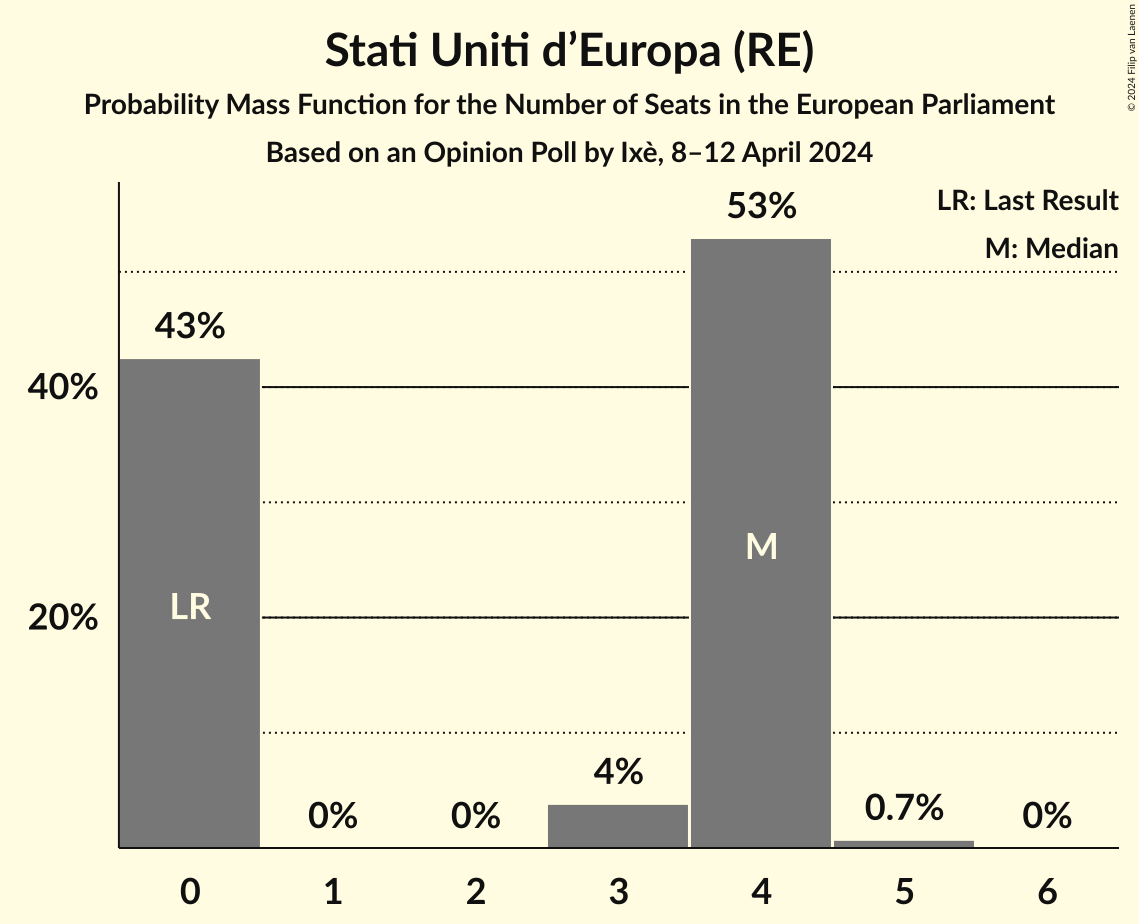 Stati Uniti d’Europa (RE)
Probability Mass Function for the Number of Seats in the European Parliament
Based on an Opinion Poll by Ixè, 8–12 April 2024
© 2024 Filip van Laenen
LR: Last Result
M: Median
53%
43%
40%
M
LR
20%
4%
0.7%
0%
0%
0%
0 1 2 3 4 5 6